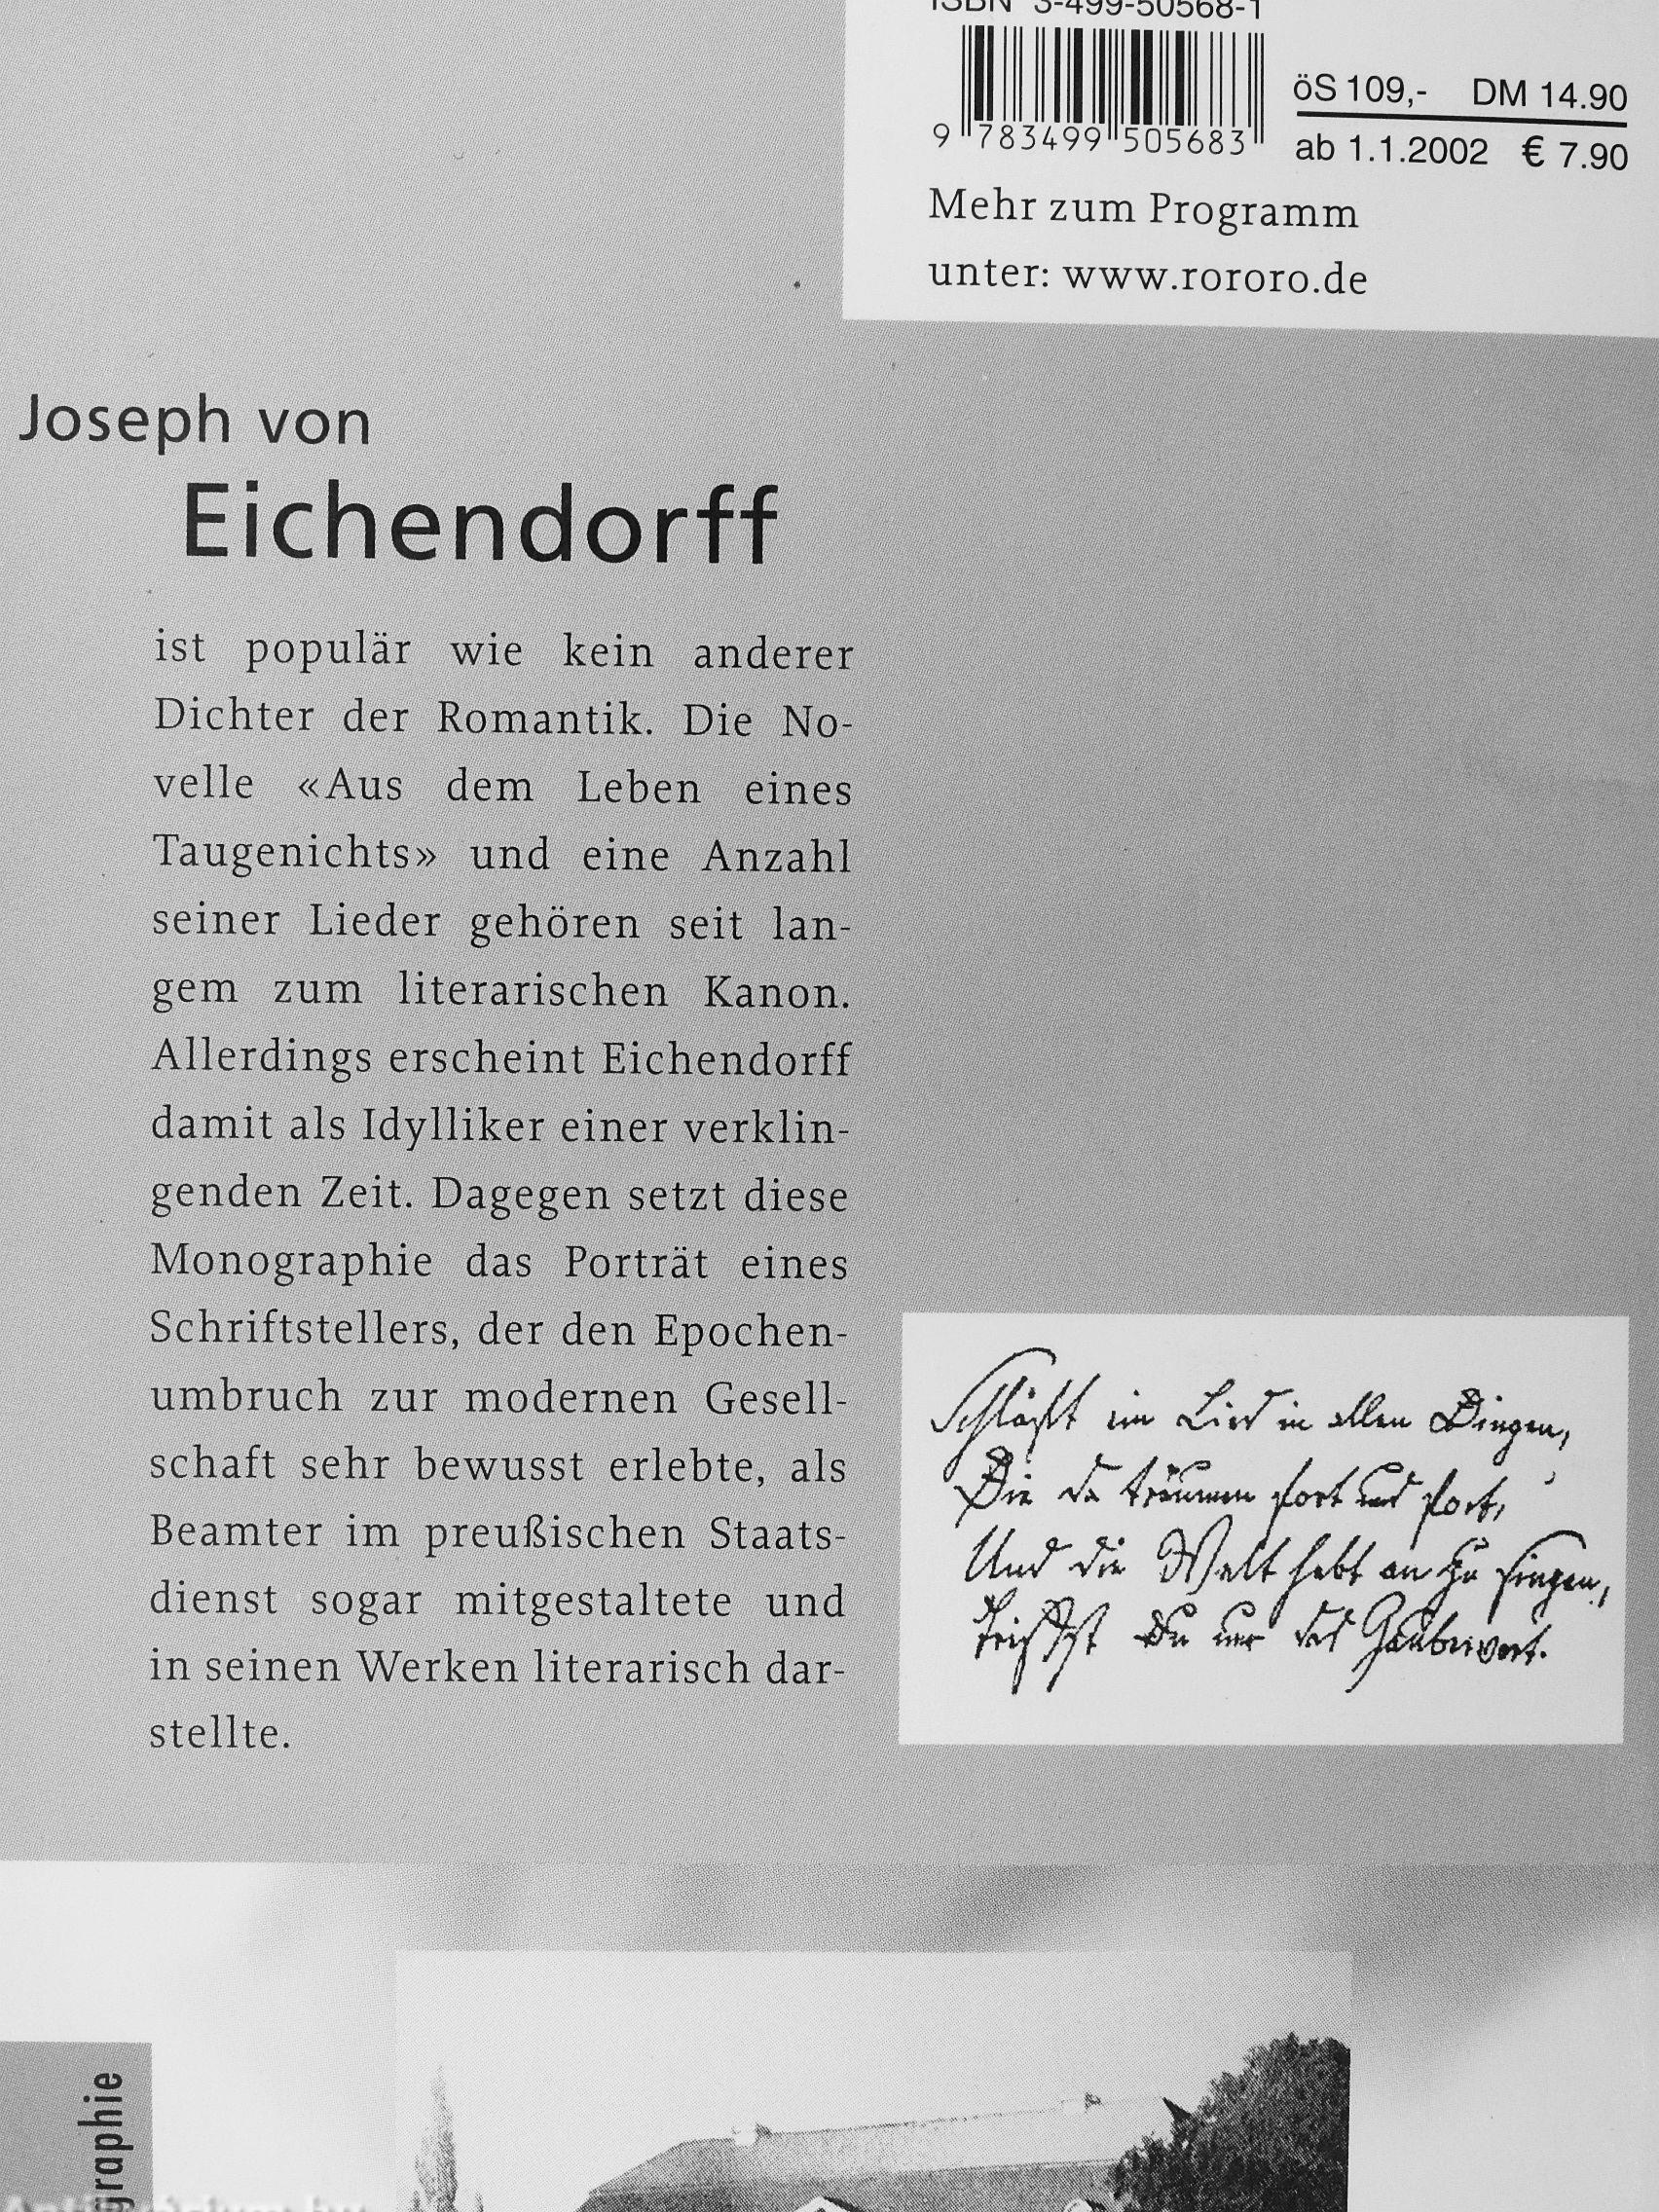 ISBN 3-499-50568-1
9 783499 505683
öS 109,- DM 14.90
ab 1.1.2002 € 7.90
Mehr zum Programm
unter: www.rororo.de
Joseph von
Eichendorff
ist populär wie kein anderer
Dichter der Romantik. Die No-
velle «Aus dem Leben eines
Taugenichts» und eine Anzahl
seiner Lieder gehören seit lan-
gem zum literarischen Kanon.
Allerdings erscheint Eichendorff
damit als Idylliker einer verklin-
genden Zeit. Dagegen setzt diese
Monographie das Porträt eines
Schriftstellers, der den Epochen-
umbruch zur modernen Gesell-
schaft sehr bewusst erlebte, als
Beamter im preußischen Staats-
dienst sogar mitgestaltete und
in seinen Werken literarisch dar-
stellte.
Schläft ein Lied in allen Dingen,
Die da träumen fort und fort,
Und die Welt hebt an zu singen,
Triffst Du nur das Zauberwort.
graphie